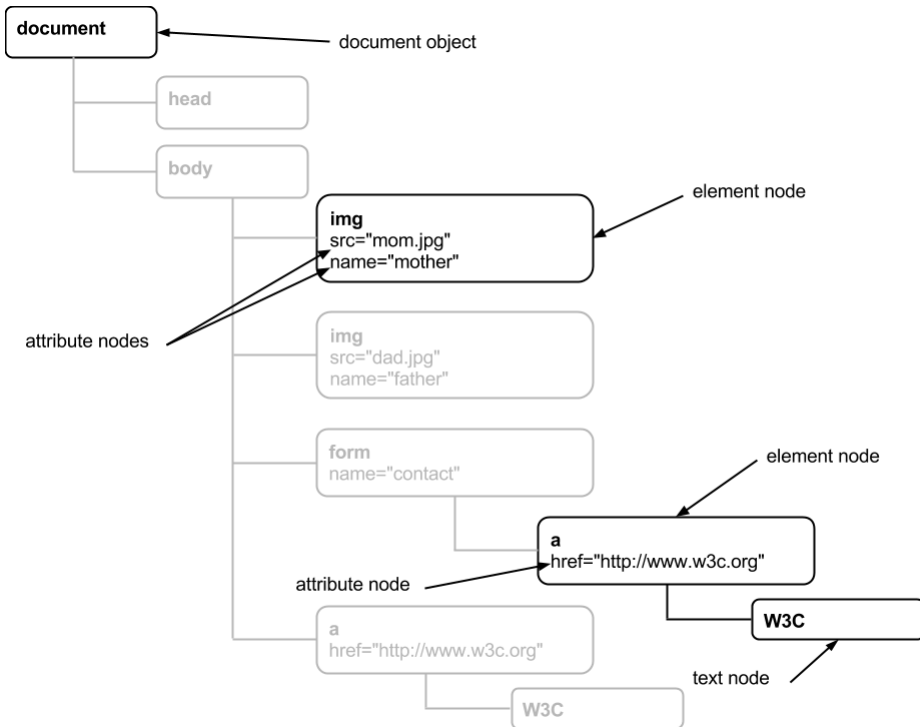 document
document object
head
body
element node
img
src="mom.jpg"
name="mother"
attribute nodes
img
src="dad.jpg"
name="father"
form
name="contact"
element node
a
href="http://www.w3c.org"
attribute node
W3C
a
href="http://www.w3c.org"
text node
W3C